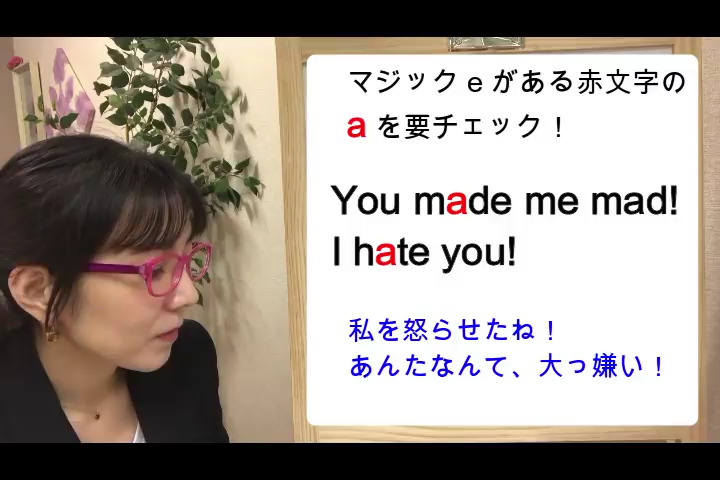 マジックeがある赤文字の
aを要チェック！
You made me mad!
I hate you!
私を怒らせたね！
あんたなんて、大っ嫌い！